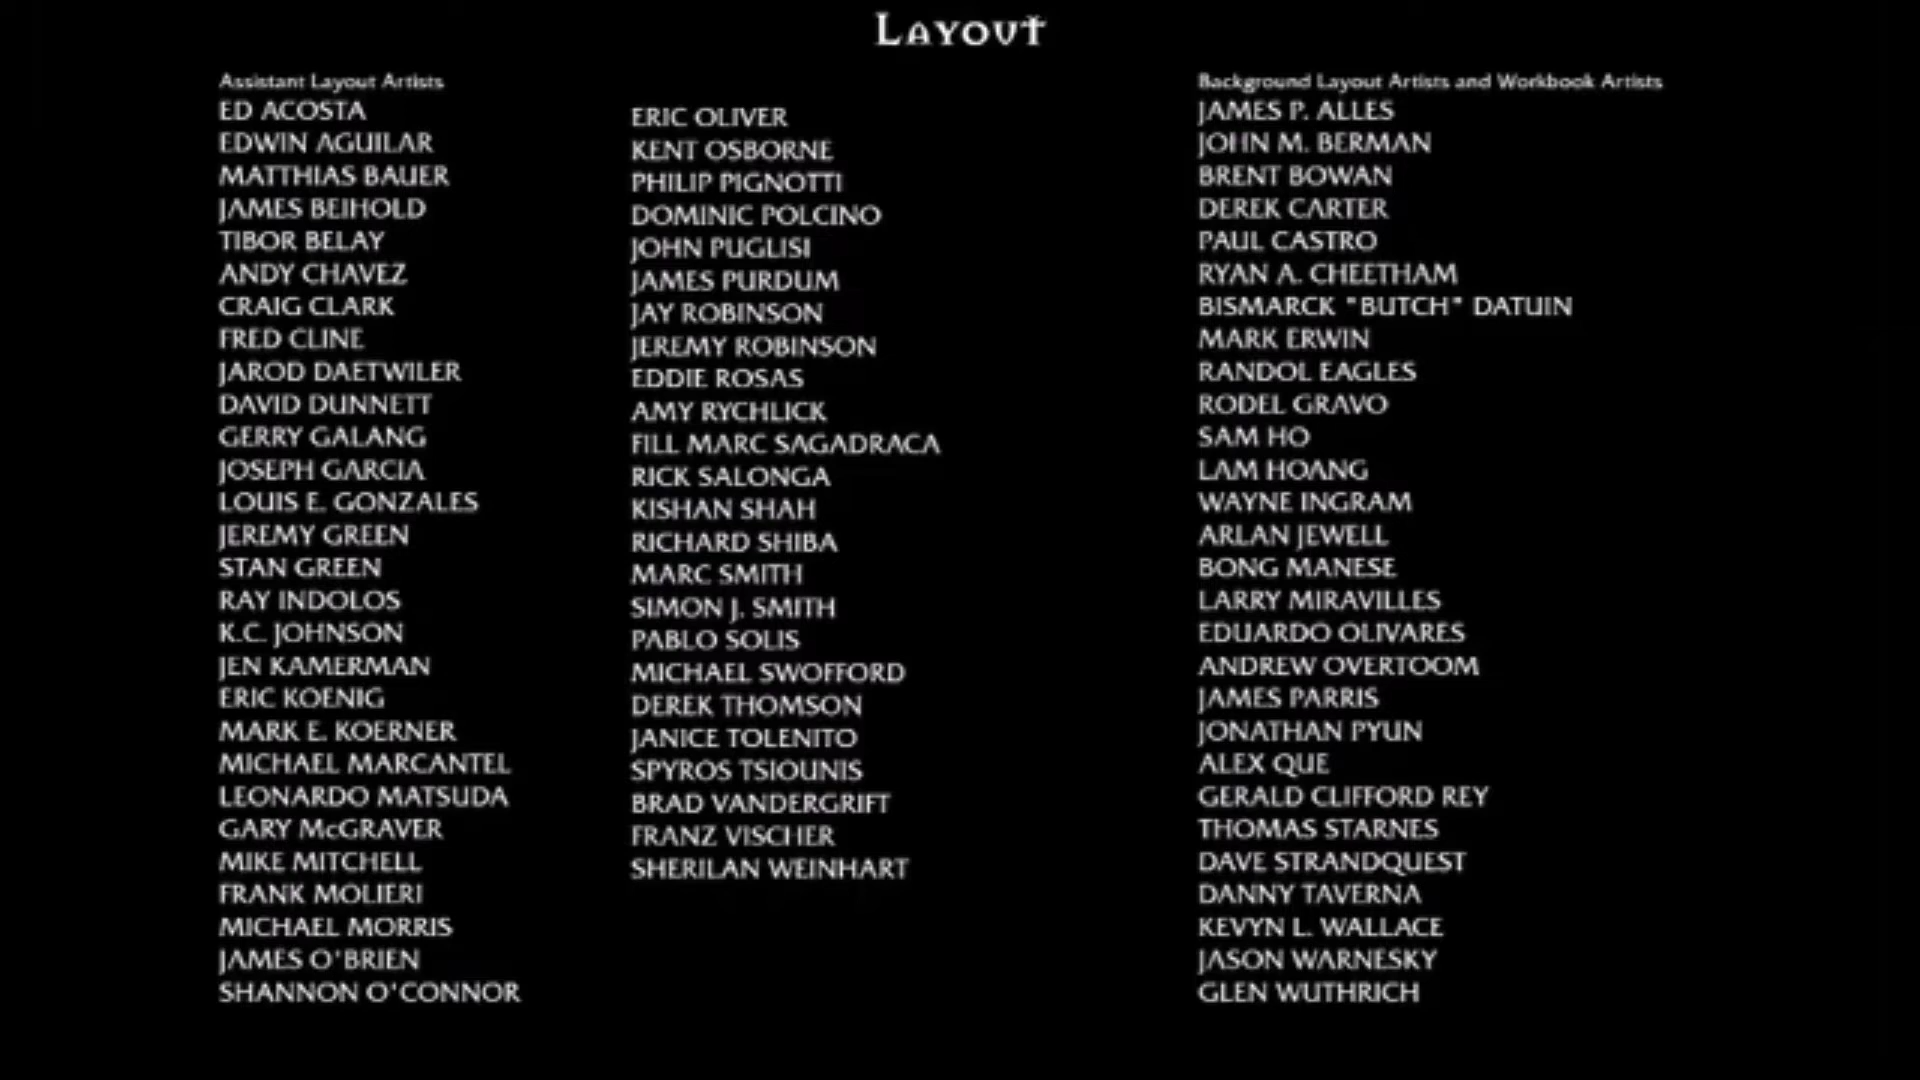 LAYOUT
Assistant Layout Artists
ED ACOSTA
EDWIN AGUILAR
MATTHIAS BAUER
JAMES BEIHOLD
TIBOR BELAY
ANDY CHAVEZ
CRAIG CLARK
FRED CLINE
JAROD DAETWILER
DAVID DUNNETT
GERRY GALANG
JOSEPH GARCIA
LOUIS E. GONZALES
JEREMY GREEN
STAN GREEN
RAY INDOLOS
K.C. JOHNSON
JEN KAMERMAN
ERIC KOENIG
MARK E. KOERNER
MICHAEL MARCANTEL
LEONARDO MATSUDA
GARY McGRAVER
MIKE MITCHELL
FRANK MOLIERI
MICHAEL MORRIS
JAMES O'BRIEN
SHANNON O'CONNOR
ERIC OLIVER
KENT OSBORNE
PHILIP PIGNOTTI
DOMINIC POLCINO
JOHN PUGLISI
JAMES PURDUM
JAY ROBINSON
JEREMY ROBINSON
EDDIE ROSAS
AMY RYCHLICK
FILL MARC SAGADRACA
RICK SALONGA
KISHAN SHAH
RICHARD SHIBA
MARC SMITH
SIMON J. SMITH
PABLO SOLIS
MICHAEL SWOFFORD
DEREK THOMSON
JANICE TOLENITO
SPYROS TSIOUNIS
BRAD VANDERGRIFT
FRANZ VISCHER
SHERILAN WEINHART
Background Layout Artists and Workbook Artists
JAMES P. ALLES
JOHN M. BERMAN
BRENT BOWAN
DEREK CARTER
PAUL CASTRO
RYAN A. CHEETHAM
BISMARCK "BUTCH" DATUIN
MARK ERWIN
RANDOL EAGLES
RODEL GRAVO
SAM HO
LAM HOANG
WAYNE INGRAM
ARLAN JEWELL
BONG MANESE
LARRY MIRAVILLES
EDUARDO OLIVARES
ANDREW OVERTOOM
JAMES PARRIS
JONATHAN PYUN
ALEX QUE
GERALD CLIFFORD REY
THOMAS STARNES
DAVE STRANDQUEST
DANNY TAVERNA
KEVYN L. WALLACE
JASON WARNESKY
GLEN WUTHRICH